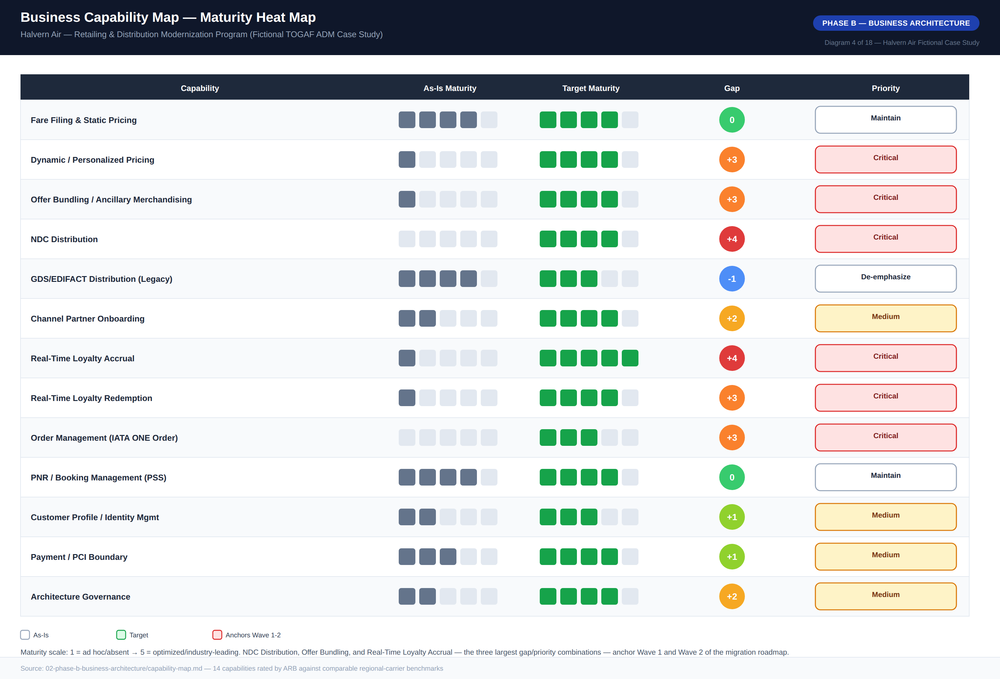 Business Capability Map — Maturity Heat Map
Halvern Air — Retailing & Distribution Modernization Program (Fictional TOGAF ADM Case Study)
PHASE B — BUSINESS ARCHITECTURE
Diagram 4 of 18 — Halvern Air Fictional Case Study
Capability As-Is Maturity Target Maturity Gap Priority
Fare Filing & Static Pricing 0 Maintain
Dynamic / Personalized Pricing +3 Critical
Offer Bundling / Ancillary Merchandising +3 Critical
NDC Distribution +4 Critical
GDS/EDIFACT Distribution (Legacy) -1 De-emphasize
Channel Partner Onboarding +2 Medium
Real-Time Loyalty Accrual +4 Critical
Real-Time Loyalty Redemption +3 Critical
Order Management (IATA ONE Order) +3 Critical
PNR / Booking Management (PSS) 0 Maintain
Customer Profile / Identity Mgmt +1 Medium
Payment / PCI Boundary +1 Medium
Architecture Governance +2 Medium
As-Is Target Anchors Wave 1-2
Maturity scale: 1 = ad hoc/absent → 5 = optimized/industry-leading. NDC Distribution, Offer Bundling, and Real-Time Loyalty Accrual — the three largest gap/priority combinations — anchor Wave 1 and Wave 2 of the migration roadmap.
Source: 02-phase-b-business-architecture/capability-map.md — 14 capabilities rated by ARB against comparable regional-carrier benchmarks